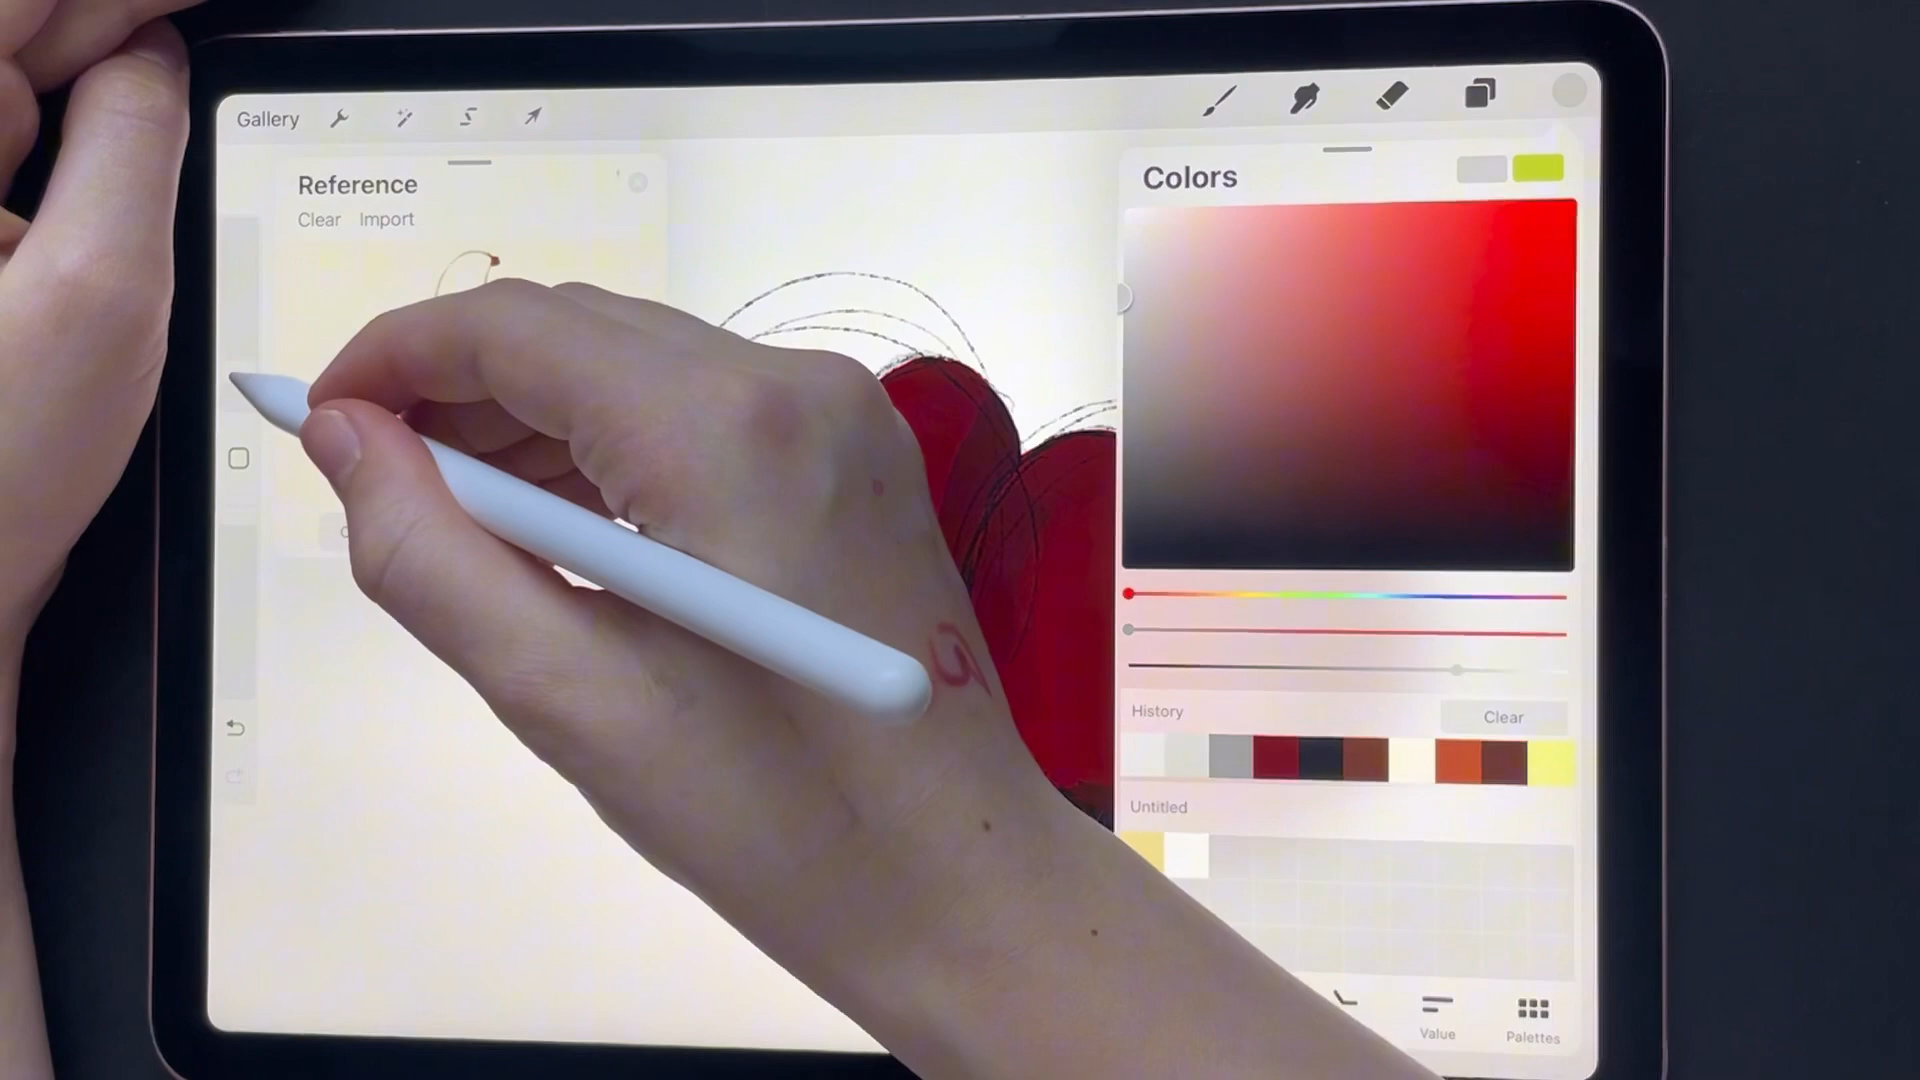 Gallery
Reference
Clear Import
Colors
History
Clear
Untitled
Value
Palettes